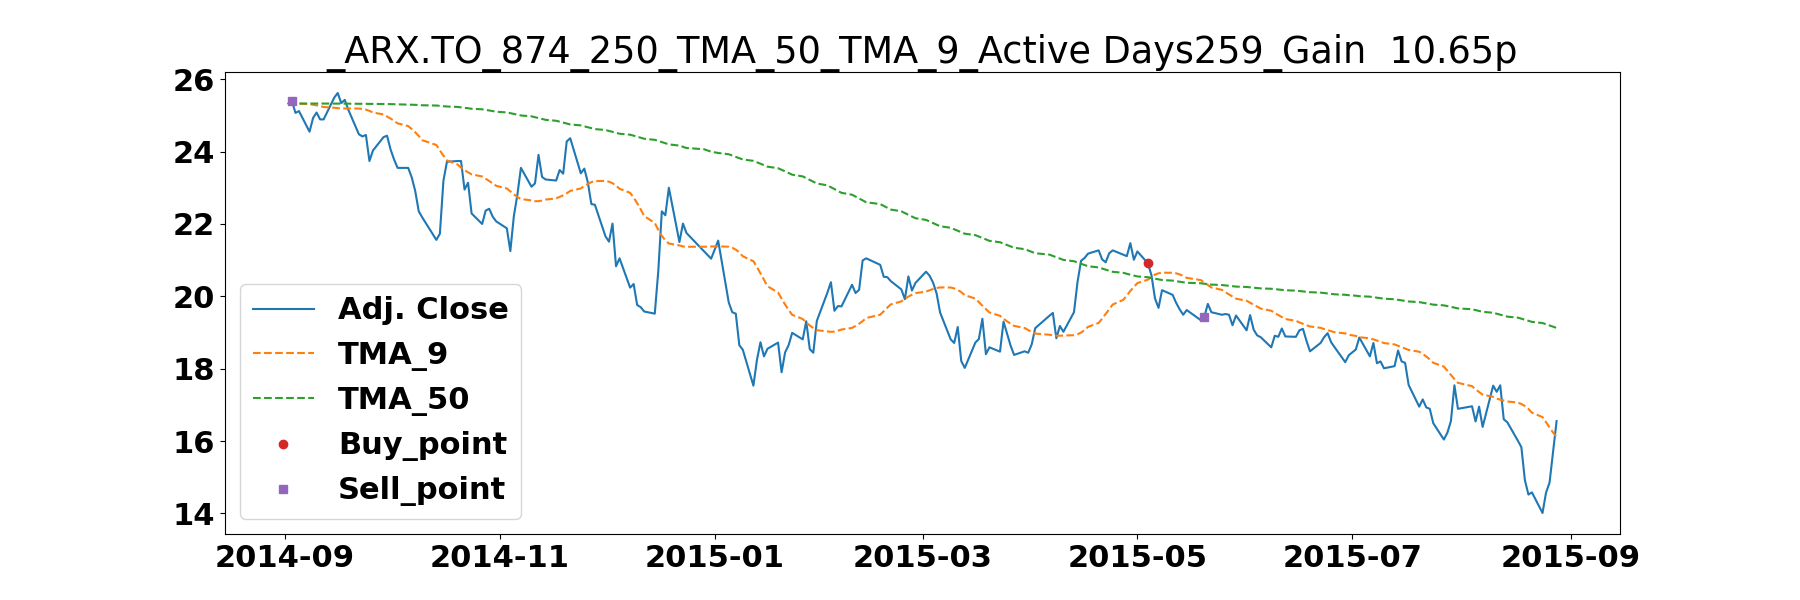 _ARX.TO_874_250_TMA_50_TMA_9_Active Days259_Gain  10.65p
26
24
22
20
18
16
14
Adj. Close
TMA_9
TMA_50
Buy_point
Sell_point
2014-09 2014-11 2015-01 2015-03 2015-05 2015-07 2015-09